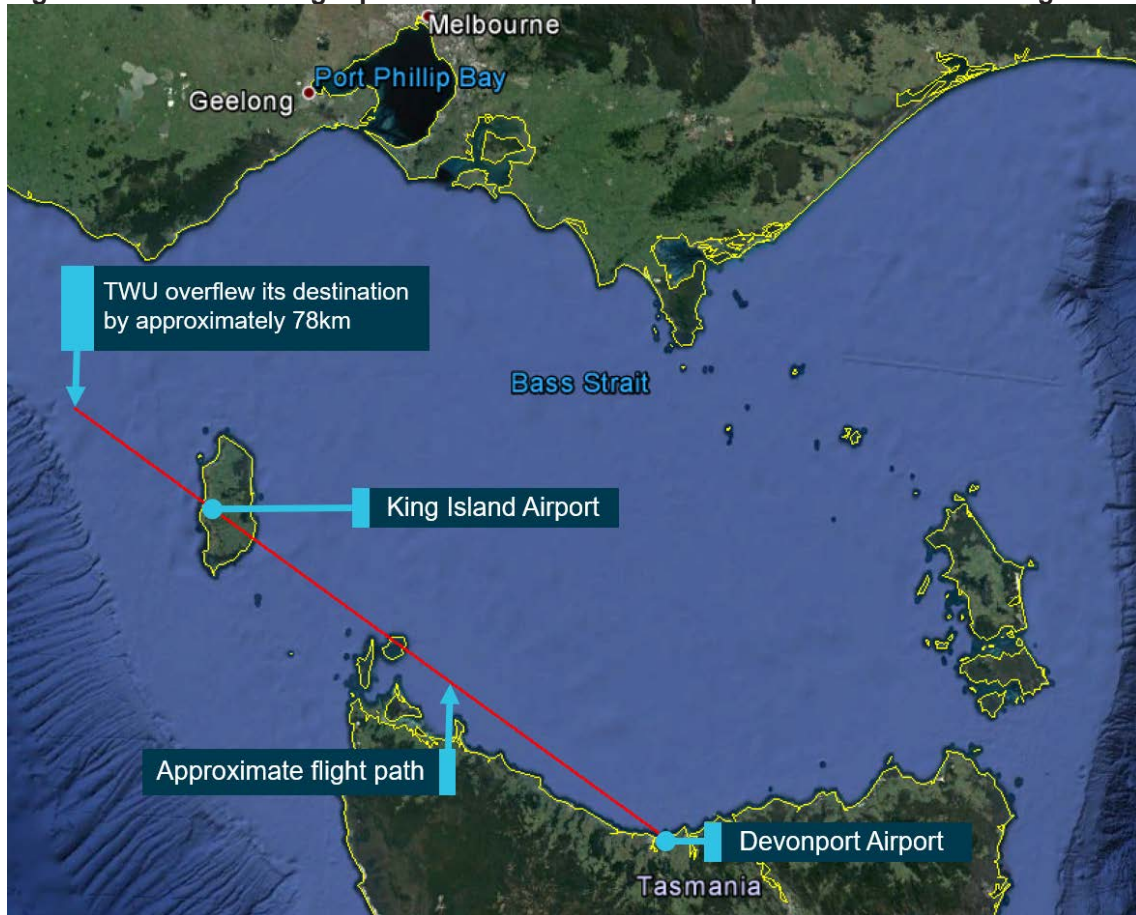 Melbourne
Port Phillip Bay
Geelong
TWU overflew its destination
by approximately 78km
Bass Strait
King Island Airport
Approximate flight path
Devonport Airport
Tasmania